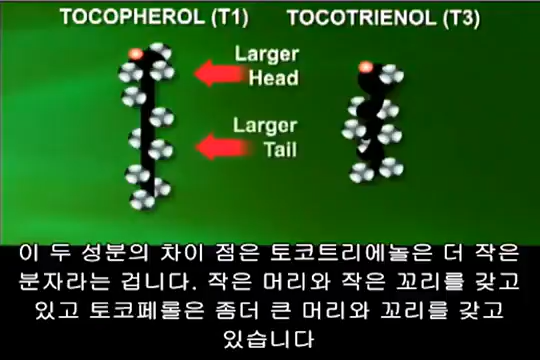 TOCOPHEROL (T1)
TOCOTRIENOL (T3)
Larger
Head
Larger
Tail
이 두 성분의 차이 점은 토코트리에놀은 더 작은
분자라는 겁니다. 작은 머리와 작은 꼬리를 갖고
있고 토코페롤은 좀더 큰 머리와 꼬리를 갖고
있습니다